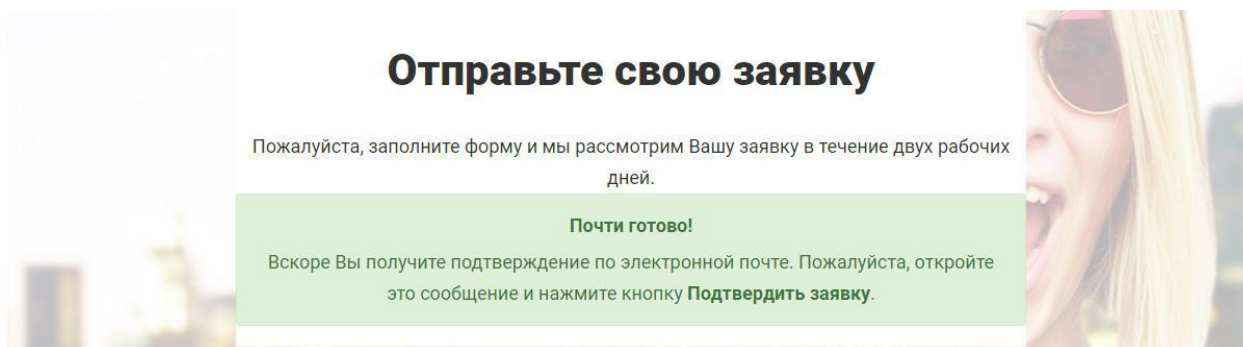 Отправьте свою заявку
Пожалуйста, заполните форму и мы рассмотрим Вашу заявку в течение двух рабочих
дней.
Почти готово!
Вскоре Вы получите подтверждение по электронной почте. Пожалуйста, откройте
это сообщение и нажмите кнопку Подтвердить заявку.